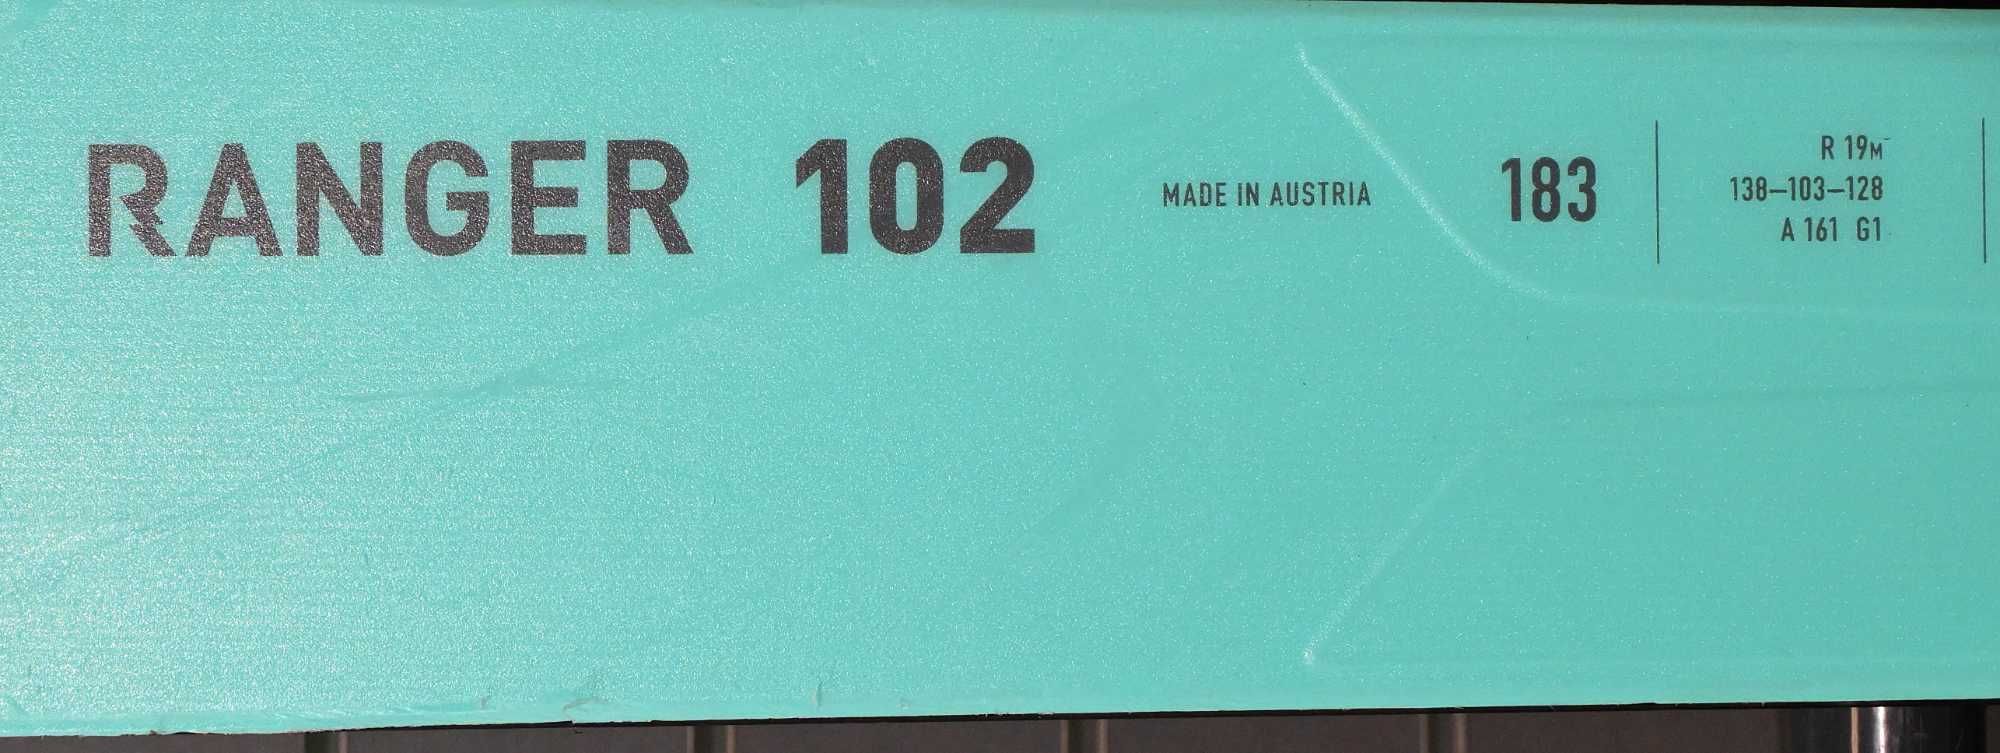 RANGER 102
MADE IN AUSTRIA
183
R 19M
138–103–128
A 161 G1